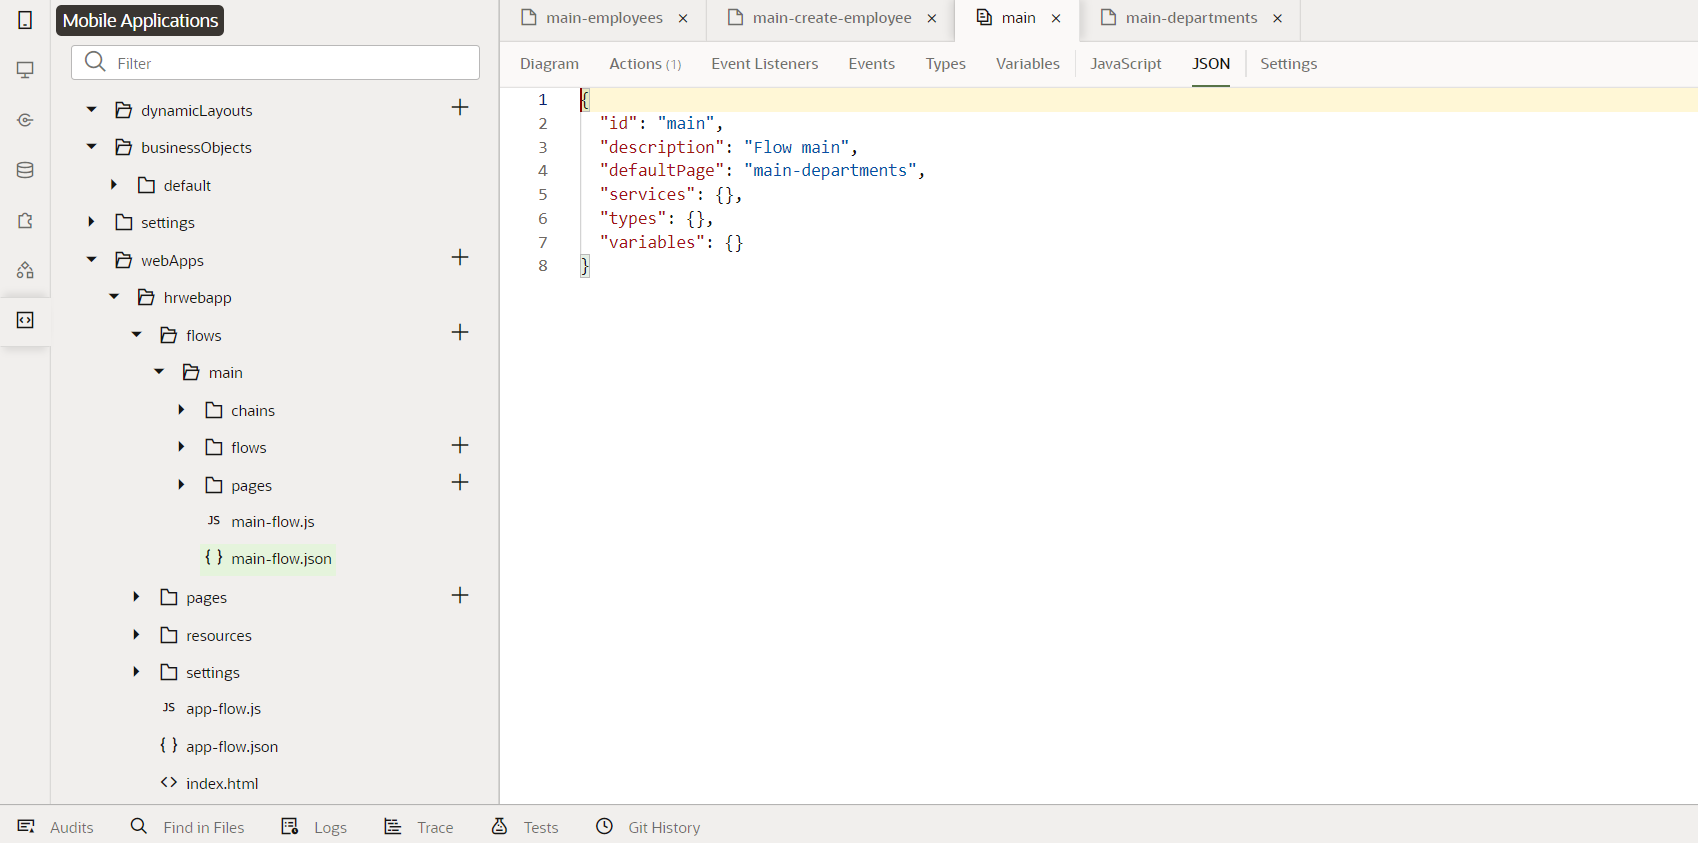 Mobile Applications
Filter
dynamicLayouts
businessObjects
default
settings
webApps
hrwebapp
flows
main
chains
flows
pages
JS main-flow.js
{ } main-flow.json
pages
resources
settings
JS app-flow.js
{ } app-flow.json
<> index.html
main-employees ×
main-create-employee ×
main ×
main-departments ×
Diagram Actions (1) Event Listeners Events Types Variables JavaScript JSON Settings
1 {
2 "id": "main",
3 "description": "Flow main",
4 "defaultPage": "main-departments",
5 "services": {},
6 "types": {},
7 "variables": {}
8 }
Audits Find in Files Logs Trace Tests Git History